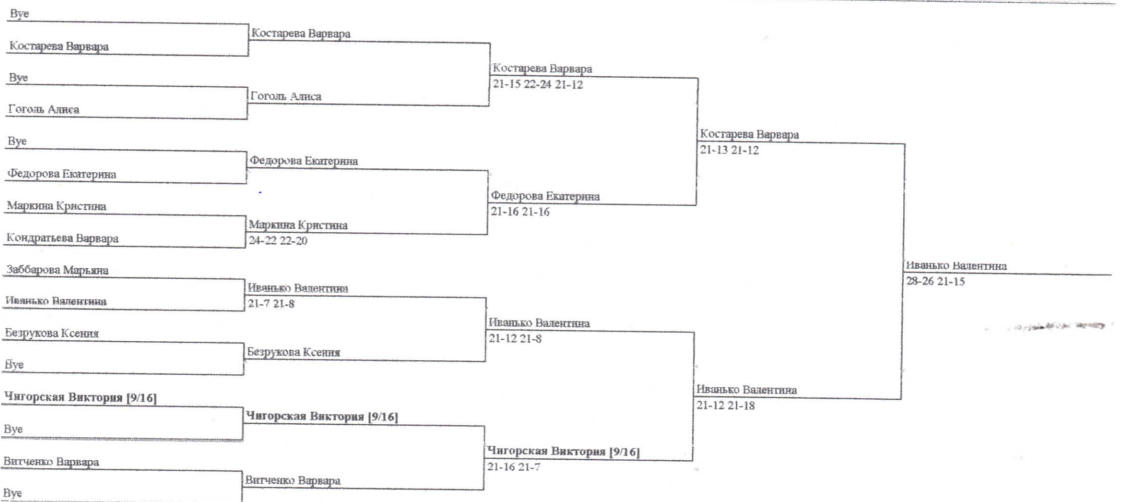 Bye
Костарева Варвара
Bye
Гоголь Алиса
Bye
Федорова Екатерина
Маркина Кристина
Кондратьева Варвара
Заббарова Марьяна
Иванько Валентина
Безрукова Ксения
Bye
Чигорская Виктория [9/16]
Bye
Витченко Варвара
Bye
Костарева Варвара
Гоголь Алиса
Федорова Екатерина
Маркина Кристина
24-22 22-20
Иванько Валентина
21-7 21-8
Безрукова Ксения
Чигорская Виктория [9/16]
Витченко Варвара
Костарева Варвара
21-15 22-24 21-12
Федорова Екатерина
21-16 21-16
Иванько Валентина
21-12 21-8
Чигорская Виктория [9/16]
21-16 21-7
Костарева Варвара
21-13 21-12
Иванько Валентина
21-12 21-18
Иванько Валентина
28-26 21-15